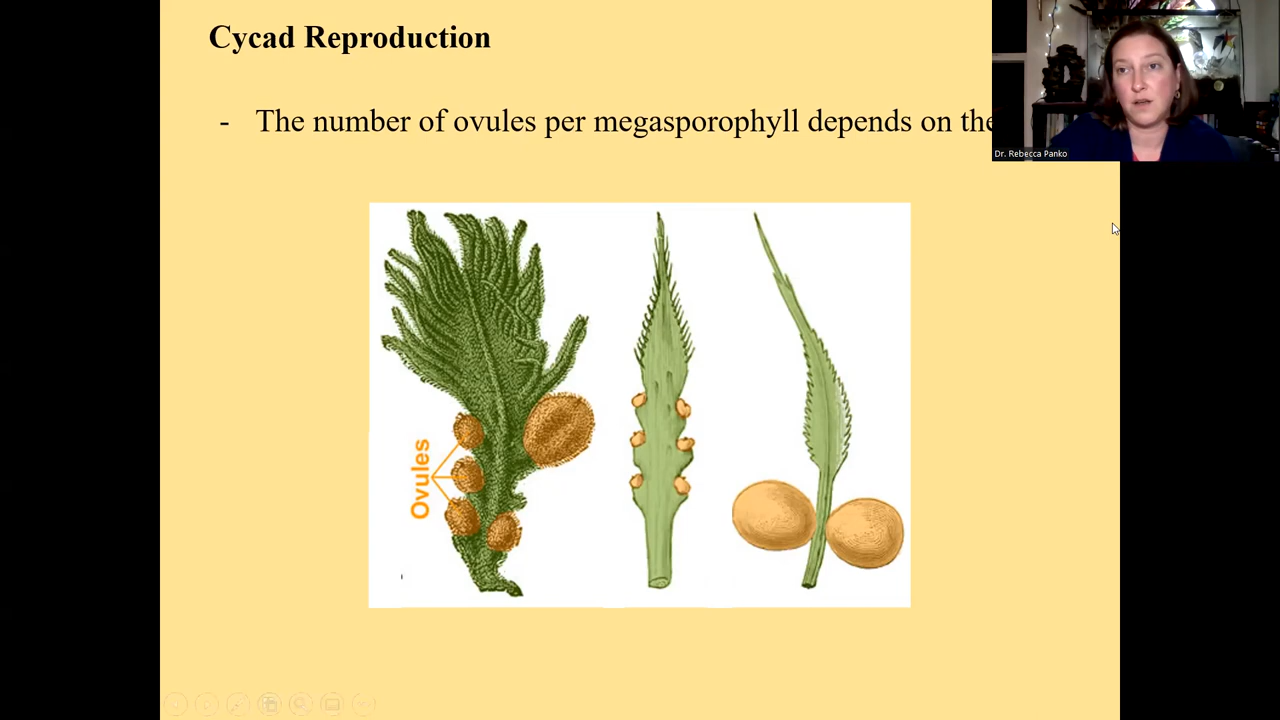 Cycad Reproduction
- The number of ovules per megasporophyll depends on the
Dr. Rebecca Panko
Ovules